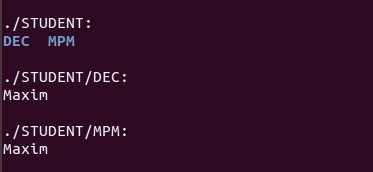 ./STUDENT:
DEC  MPM
./STUDENT/DEC:
Maxim
./STUDENT/MPM:
Maxim